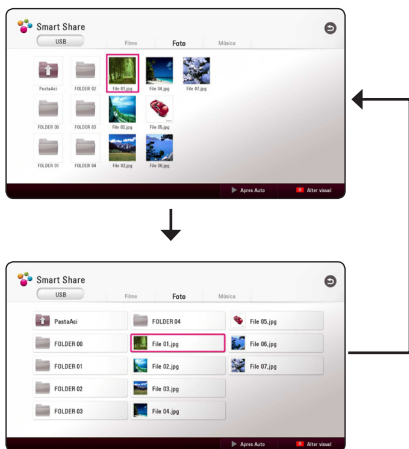 Smart Share
USB Filme Foto Música
PastaAci FOLDER 02 File 01.jpg File 04.jpg File 07.jpg
FOLDER 00 FOLDER 03 File 02.jpg File 05.jpg
FOLDER 01 FOLDER 04 File 03.jpg File 06.jpg
Apres Auto Alter visual
Smart Share
USB Filme Foto Música
PastaAci FOLDER 04 File 05.jpg
FOLDER 00 File 01.jpg File 06.jpg
FOLDER 01 File 02.jpg File 07.jpg
FOLDER 02 File 03.jpg
FOLDER 03 File 04.jpg
Apres Auto Alter visual